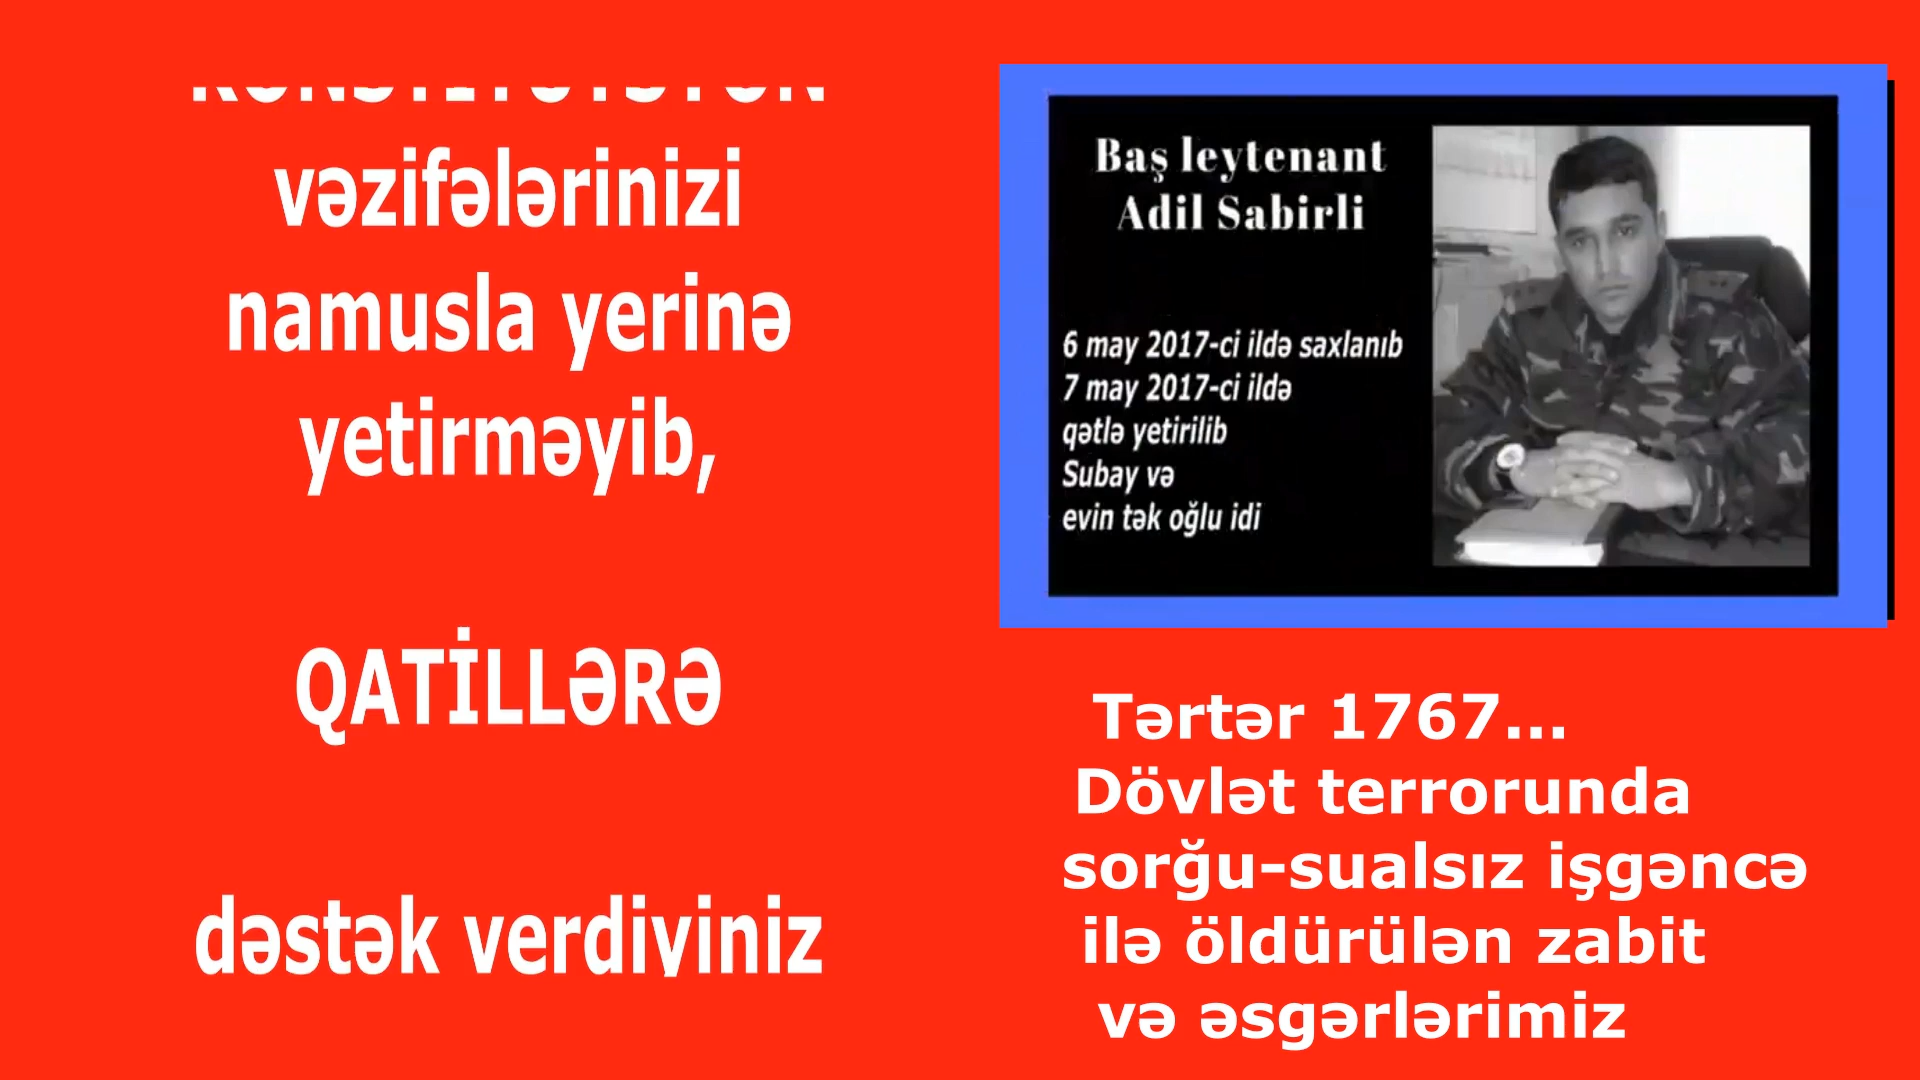 vəzifələrinizi
namusla yerinə
yetirməyib,
QATİLLƏRƏ
dəstək verdiyiniz
Baş leytenant
Adil Sabirli
6 may 2017-ci ildə saxlanıb
7 may 2017-ci ildə
qətlə yetirilib
Subay və
evin tək oğlu idi
Tərtər 1767...
Dövlət terrorunda
sorğu-sualsız işgəncə
ilə öldürülən zabit
və əsgərlərimiz